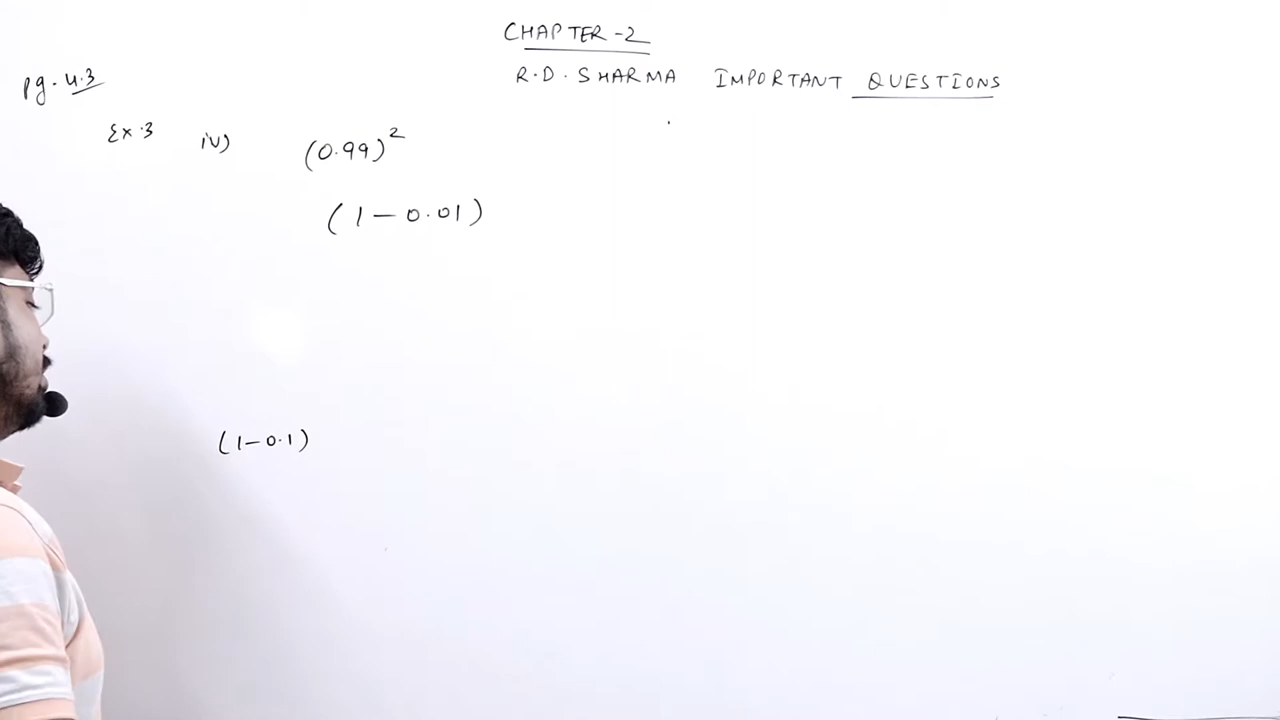 CHAPTER-2
R.D. SHARMA IMPORTANT QUESTIONS
pg. 4.3
Ex.3 iv) (0.99)²
(1 - 0.01)
(1-0.1)